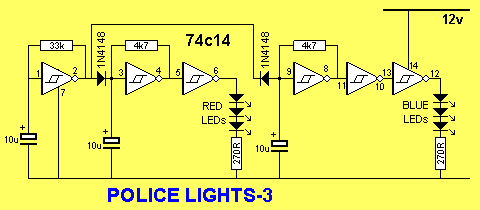 12v
33k
1N4148
4k7
74c14
1N4148
4k7
14
1
2
3
4
5
6
9
8
11
10
13
12
7
RED
LEDs
BLUE
LEDs
+
10u
+
10u
+
10u
270R
270R
POLICE LIGHTS-3